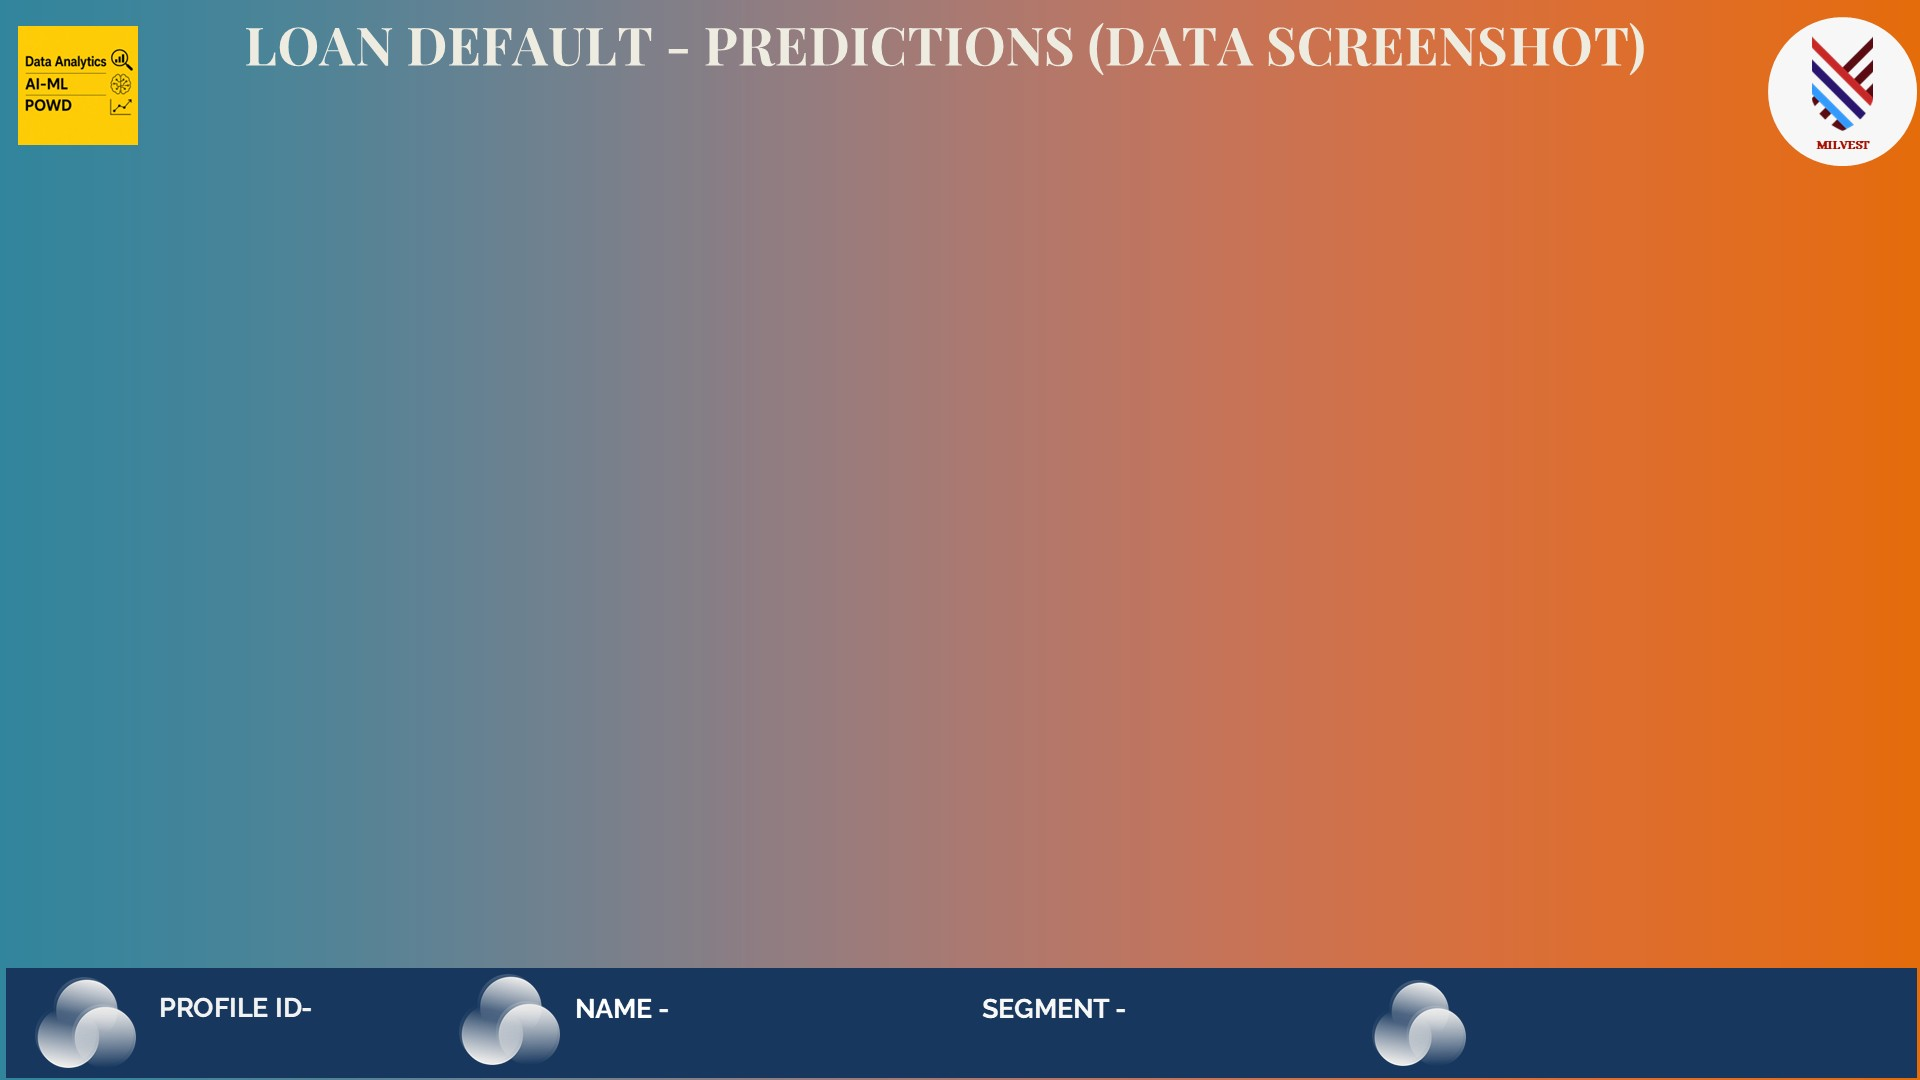 LOAN DEFAULT - PREDICTIONS (DATA SCREENSHOT)
Data Analytics
AI-ML
POWD
MILVEST
PROFILE ID-
NAME -
SEGMENT -